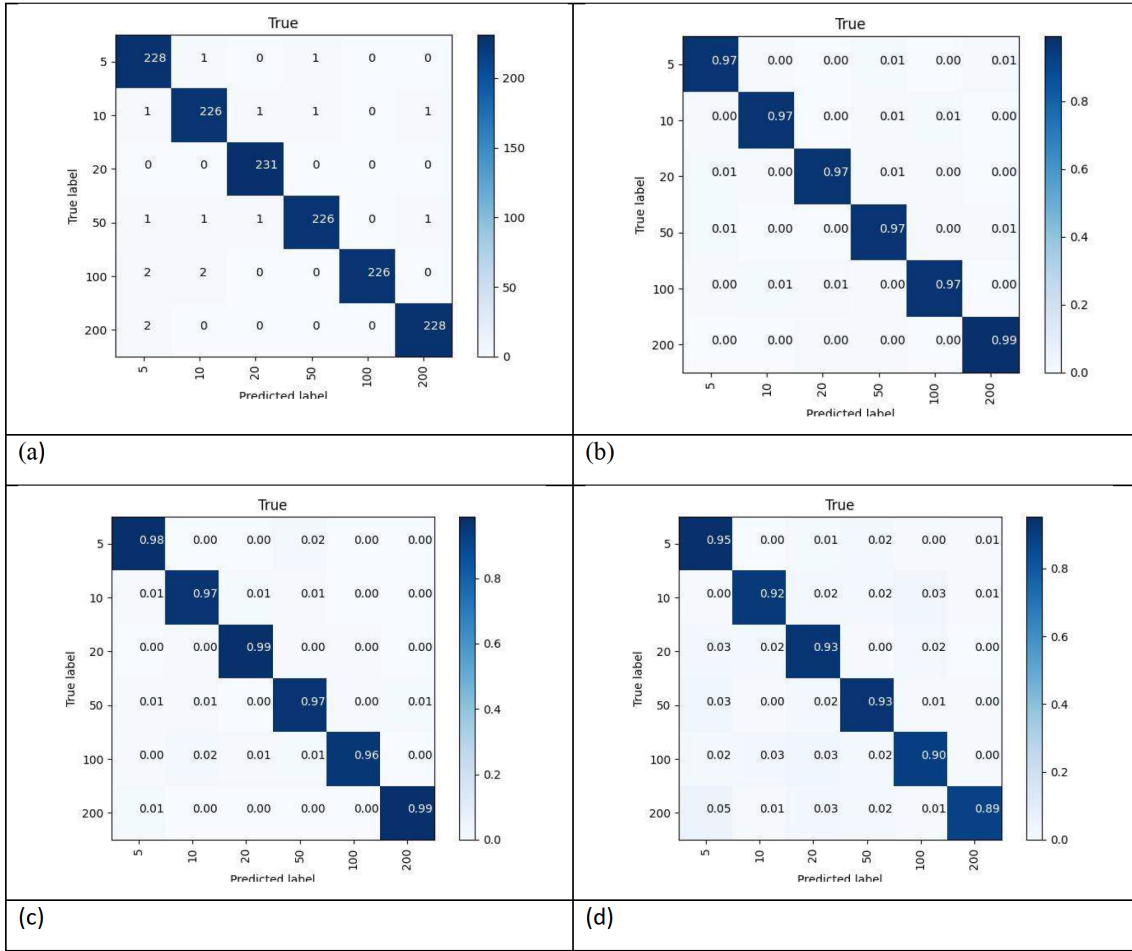 True
5 228 1 0 1 0 0
10 1 226 1 1 0 1
20 0 0 231 0 0 0
50 1 1 1 226 0 1
100 2 2 0 0 226 0
200 2 0 0 0 0 228
5 10 20 50 100 200
True label
Predicted label
200
150
100
50
0
(a)
True
5 0.97 0.00 0.00 0.01 0.00 0.01
10 0.00 0.97 0.00 0.01 0.01 0.00
20 0.01 0.00 0.97 0.01 0.00 0.00
50 0.01 0.00 0.00 0.97 0.00 0.01
100 0.00 0.01 0.01 0.00 0.97 0.00
200 0.00 0.00 0.00 0.00 0.00 0.99
5 10 20 50 100 200
True label
Predicted label
0.8
0.6
0.4
0.2
0.0
(b)
True
5 0.98 0.00 0.00 0.02 0.00 0.00
10 0.01 0.97 0.01 0.01 0.00 0.00
20 0.00 0.00 0.99 0.00 0.00 0.00
50 0.01 0.01 0.00 0.97 0.00 0.01
100 0.00 0.02 0.01 0.01 0.96 0.00
200 0.01 0.00 0.00 0.00 0.00 0.99
5 10 20 50 100 200
True label
Predicted label
0.8
0.6
0.4
0.2
0.0
(c)
True
5 0.95 0.00 0.01 0.02 0.00 0.01
10 0.00 0.92 0.02 0.02 0.03 0.01
20 0.03 0.02 0.93 0.00 0.02 0.00
50 0.03 0.00 0.02 0.93 0.01 0.00
100 0.02 0.03 0.03 0.02 0.90 0.00
200 0.05 0.01 0.03 0.02 0.01 0.89
5 10 20 50 100 200
True label
Predicted label
0.8
0.6
0.4
0.2
0.0
(d)